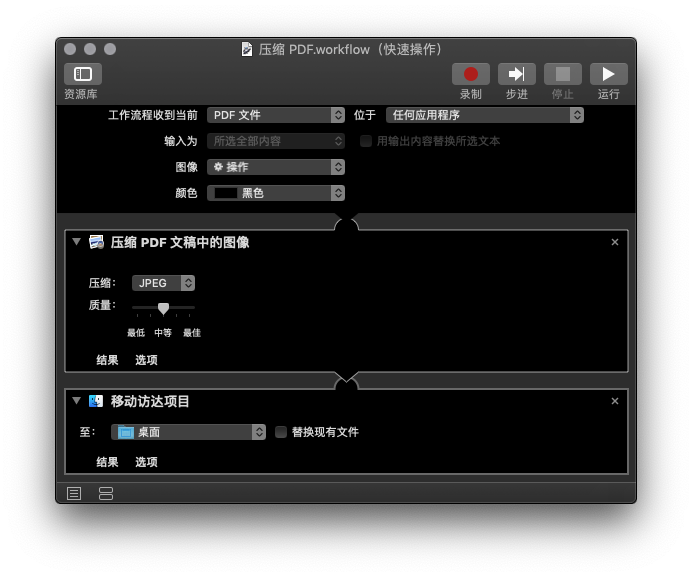 压缩 PDF.workflow（快速操作）
资源库 录制 步进 停止 运行
工作流程收到当前 PDF 文件 位于 任何应用程序
输入为 所选全部内容 用输出内容替换所选文本
图像 操作
颜色 黑色
压缩 PDF 文稿中的图像
压缩： JPEG
质量：
最低 中等 最佳
结果 选项
移动访达项目
至： 桌面 替换现有文件
结果 选项